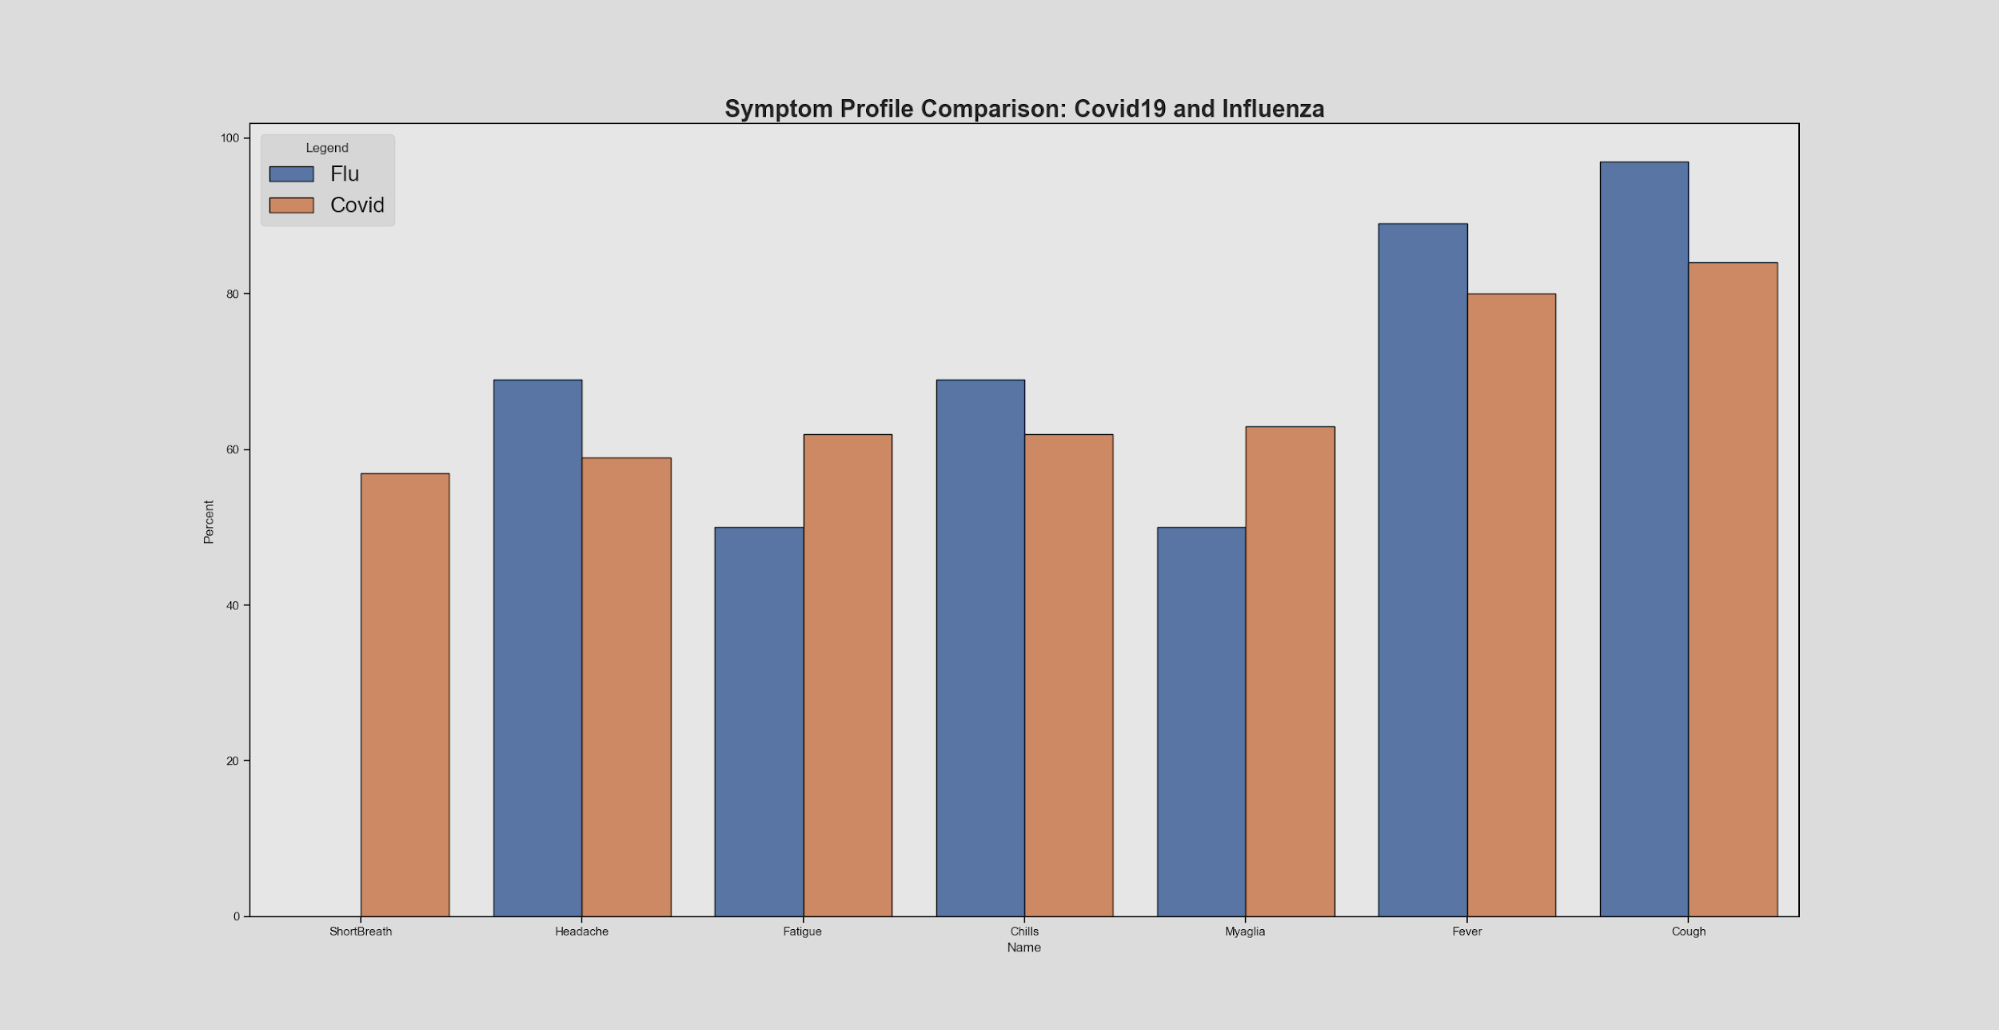 Symptom Profile Comparison: Covid19 and Influenza
Legend
Flu
Covid
100
80
60
40
20
0
Percent
ShortBreath Headache Fatigue Chills Myaglia Fever Cough
Name